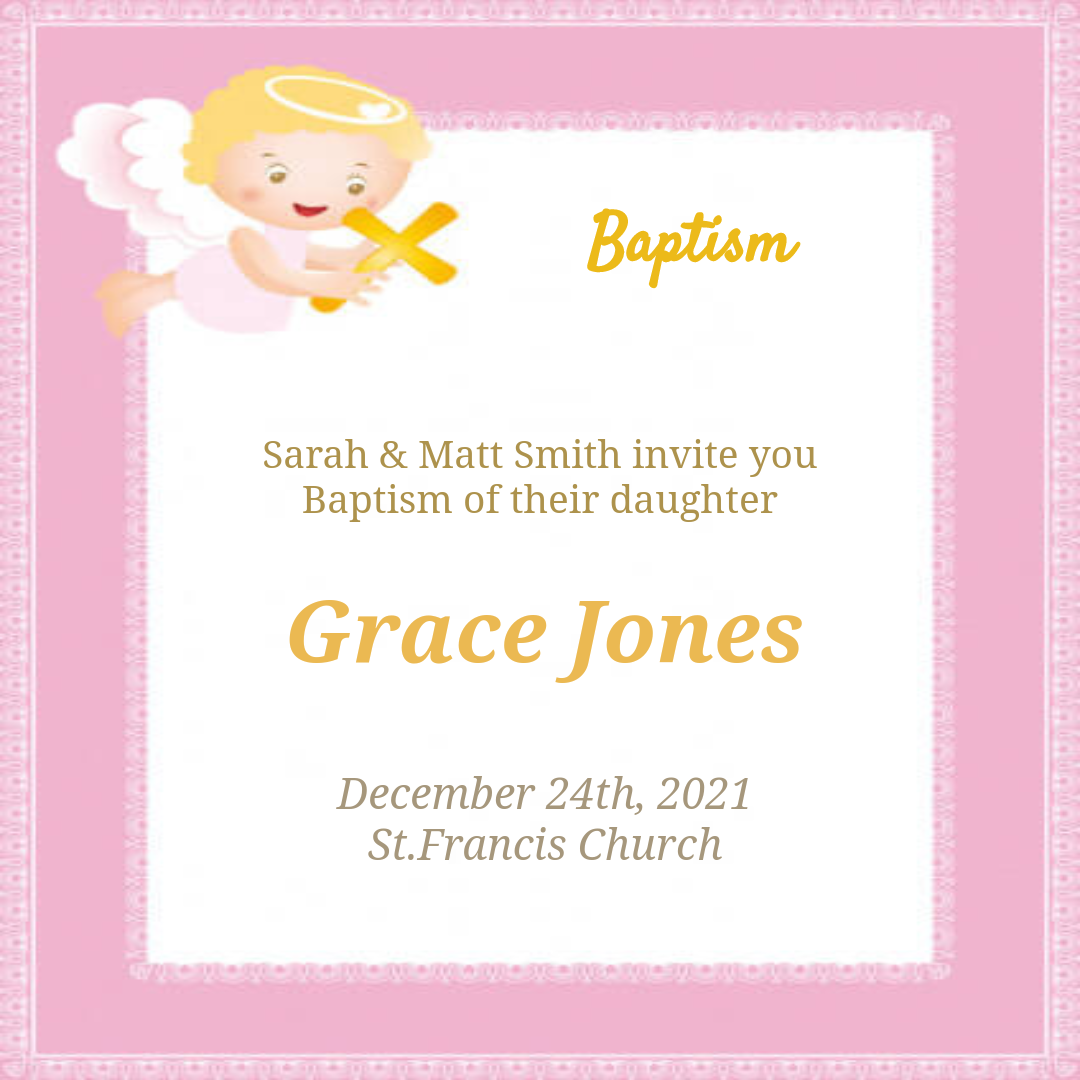 Baptism
Sarah & Matt Smith invite you
Baptism of their daughter
Grace Jones
December 24th, 2021
St.Francis Church